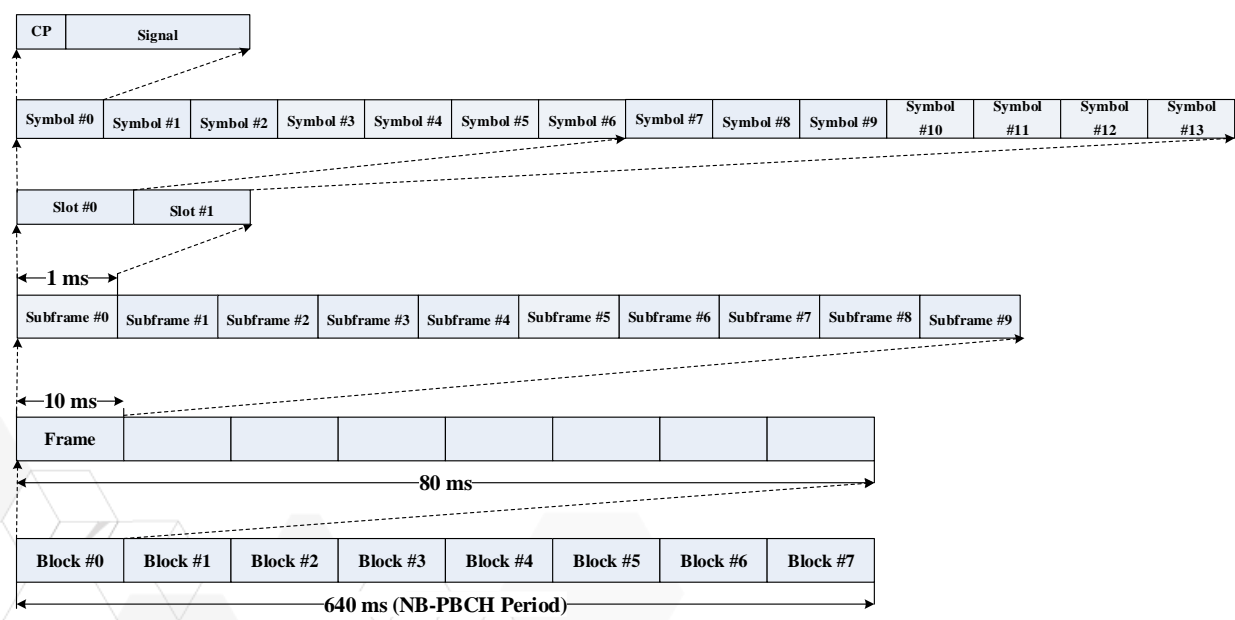 CP Signal
Symbol #0 Symbol #1 Symbol #2 Symbol #3 Symbol #4 Symbol #5 Symbol #6 Symbol #7 Symbol #8 Symbol #9 Symbol #10 Symbol #11 Symbol #12 Symbol #13
Slot #0 Slot #1
1 ms
Subframe #0 Subframe #1 Subframe #2 Subframe #3 Subframe #4 Subframe #5 Subframe #6 Subframe #7 Subframe #8 Subframe #9
10 ms
Frame
80 ms
Block #0 Block #1 Block #2 Block #3 Block #4 Block #5 Block #6 Block #7
640 ms (NB-PBCH Period)